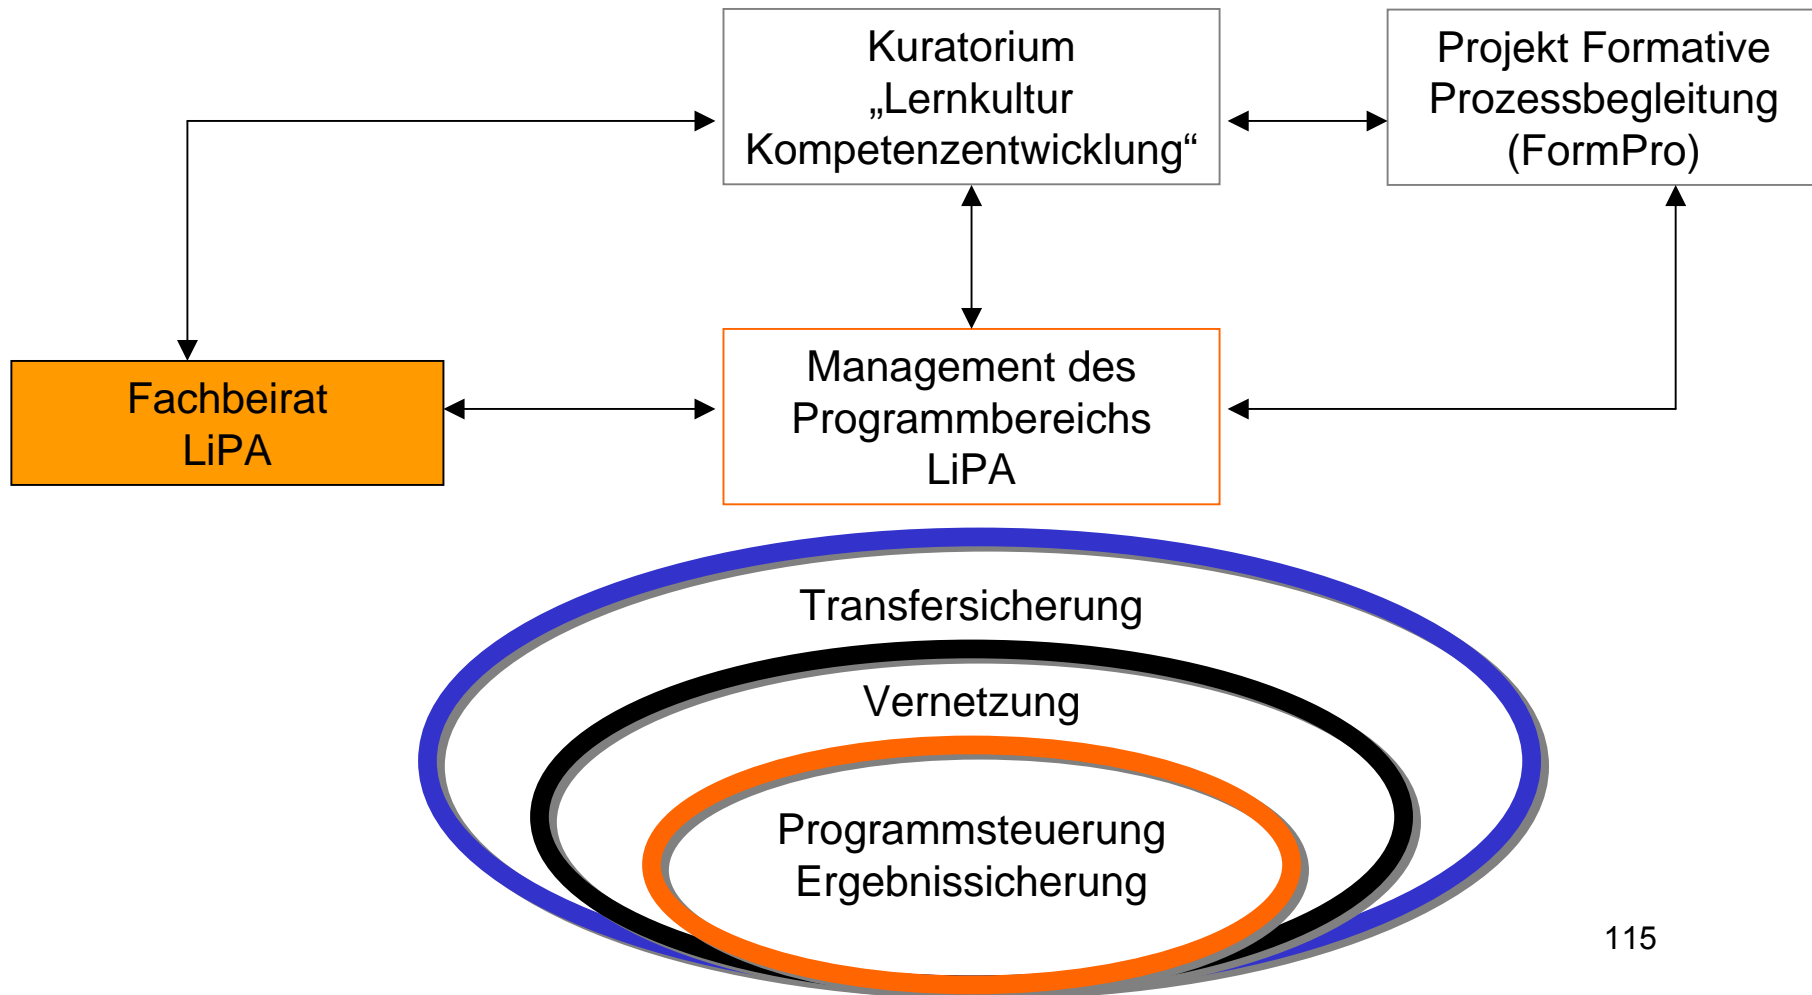 Kuratorium
„Lernkultur
Kompetenzentwicklung“
Projekt Formative
Prozessbegleitung
(FormPro)
Fachbeirat
LiPA
Management des
Programmbereichs
LiPA
Transfersicherung
Vernetzung
Programmsteuerung
Ergebnissicherung
115